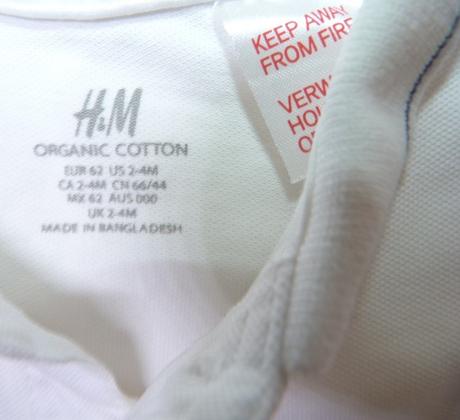 H&M
ORGANIC COTTON
EUR 62 US 2-4M
CA 2-4M CN 66/44
MX 62 AUS 000
UK 2-4M
MADE IN BANGLADESH
KEEP AWAY
FROM FIRE